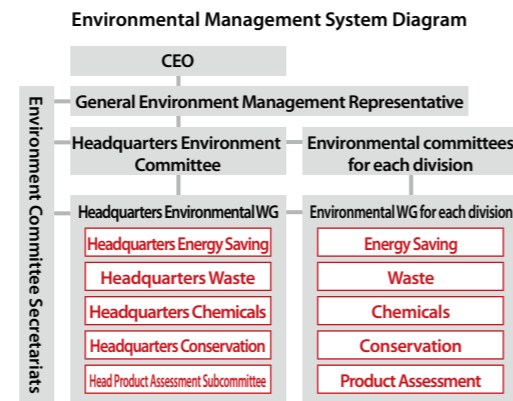 Environmental Management System Diagram
CEO
General Environment Management Representative
Environment Committee Secretariats
Headquarters Environment
Committee
Environmental committees
for each division
Headquarters Environmental WG
Headquarters Energy Saving
Headquarters Waste
Headquarters Chemicals
Headquarters Conservation
Head Product Assessment Subcommittee
Environmental WG for each division
Energy Saving
Waste
Chemicals
Conservation
Product Assessment